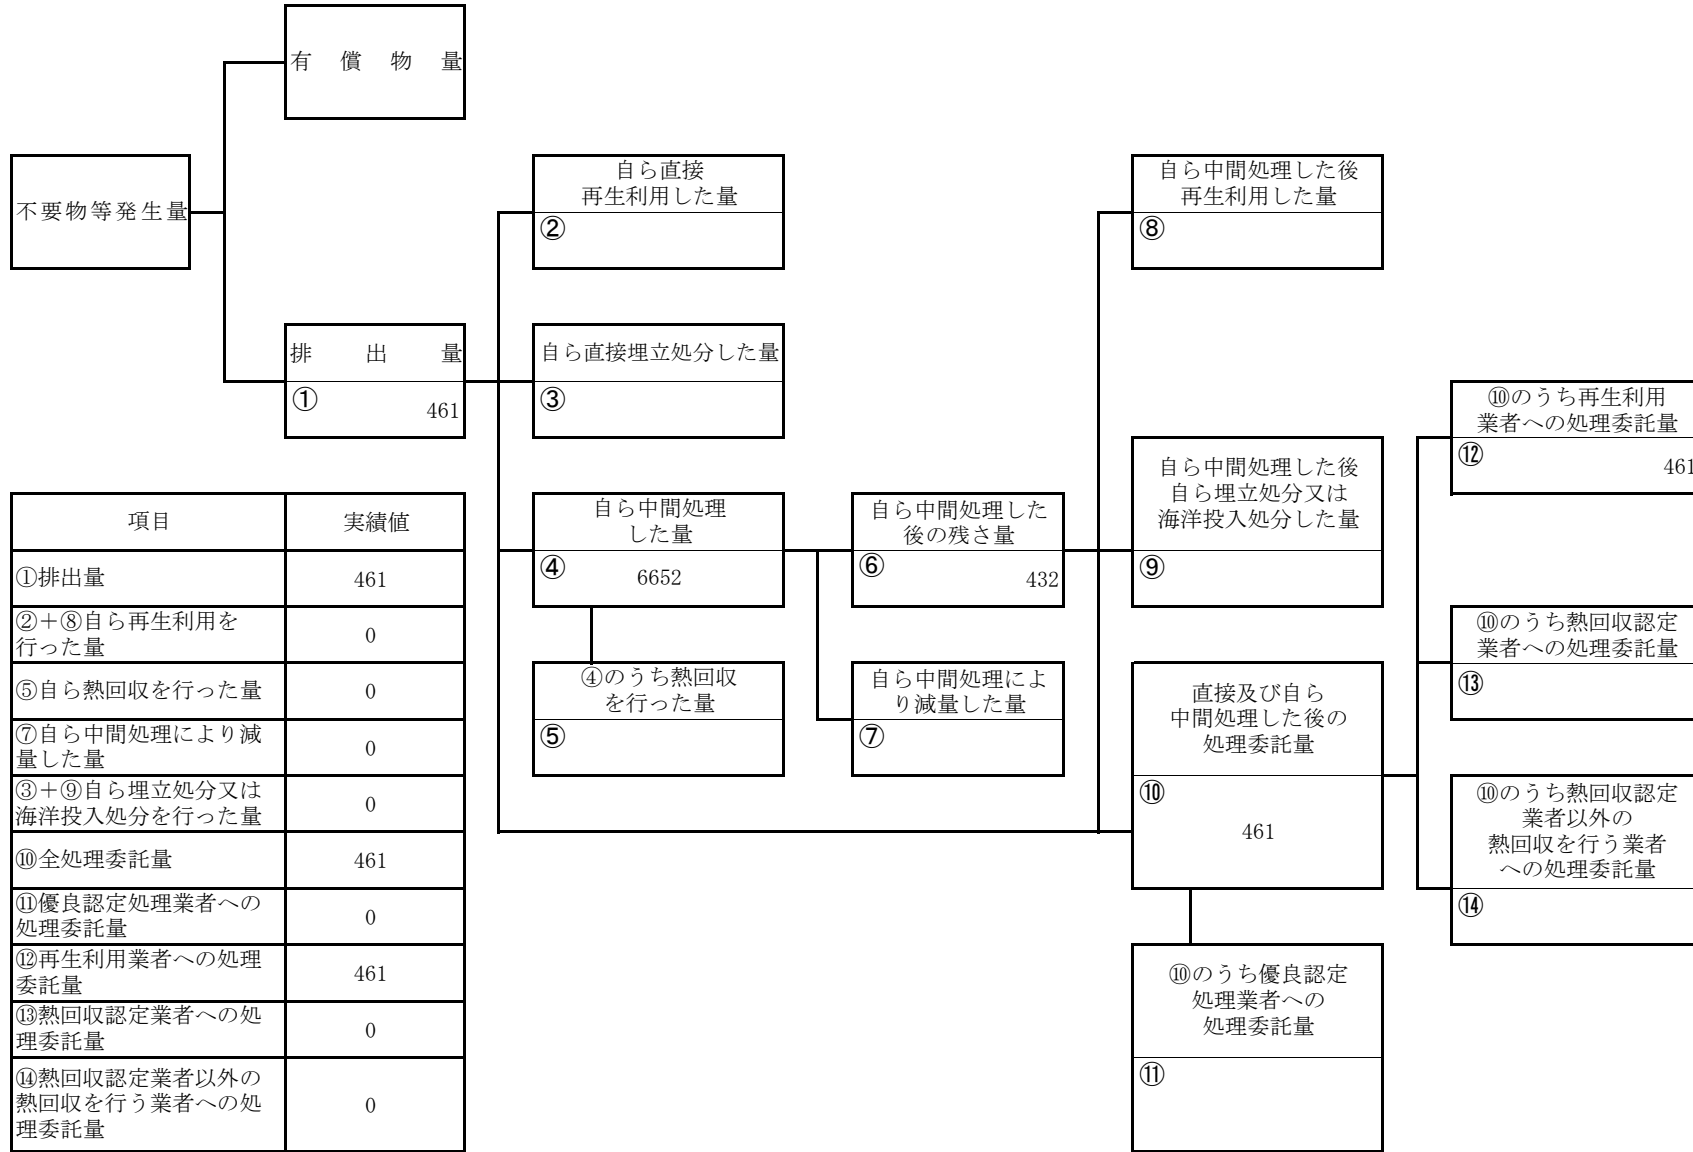 有償物量
不要物等発生量
排出量
①
461
自ら直接
再生利用した量
②
自ら直接埋立処分した量
③
自ら中間処理
した量
④
6652
④のうち熱回収
を行った量
⑤
自ら中間処理した
後の残さ量
⑥
432
自ら中間処理によ
り減量した量
⑦
自ら中間処理した後
再生利用した量
⑧
自ら中間処理した後
自ら埋立処分又は
海洋投入処分した量
⑨
直接及び自ら
中間処理した後の
処理委託量
⑩
461
⑩のうち優良認定
処理業者への
処理委託量
⑪
⑩のうち再生利用
業者への処理委託量
⑫
461
⑩のうち熱回収認定
業者への処理委託量
⑬
⑩のうち熱回収認定
業者以外の
熱回収を行う業者
への処理委託量
⑭
項目 実績値
①排出量 461
②+⑧自ら再生利用を
行った量 0
⑤自ら熱回収を行った量 0
⑦自ら中間処理により減
量した量 0
③+⑨自ら埋立処分又は
海洋投入処分を行った量 0
⑩全処理委託量 461
⑪優良認定処理業者への
処理委託量 0
⑫再生利用業者への処理
委託量 461
⑬熱回収認定業者への処
理委託量 0
⑭熱回収認定業者以外の
熱回収を行う業者への処
理委託量 0